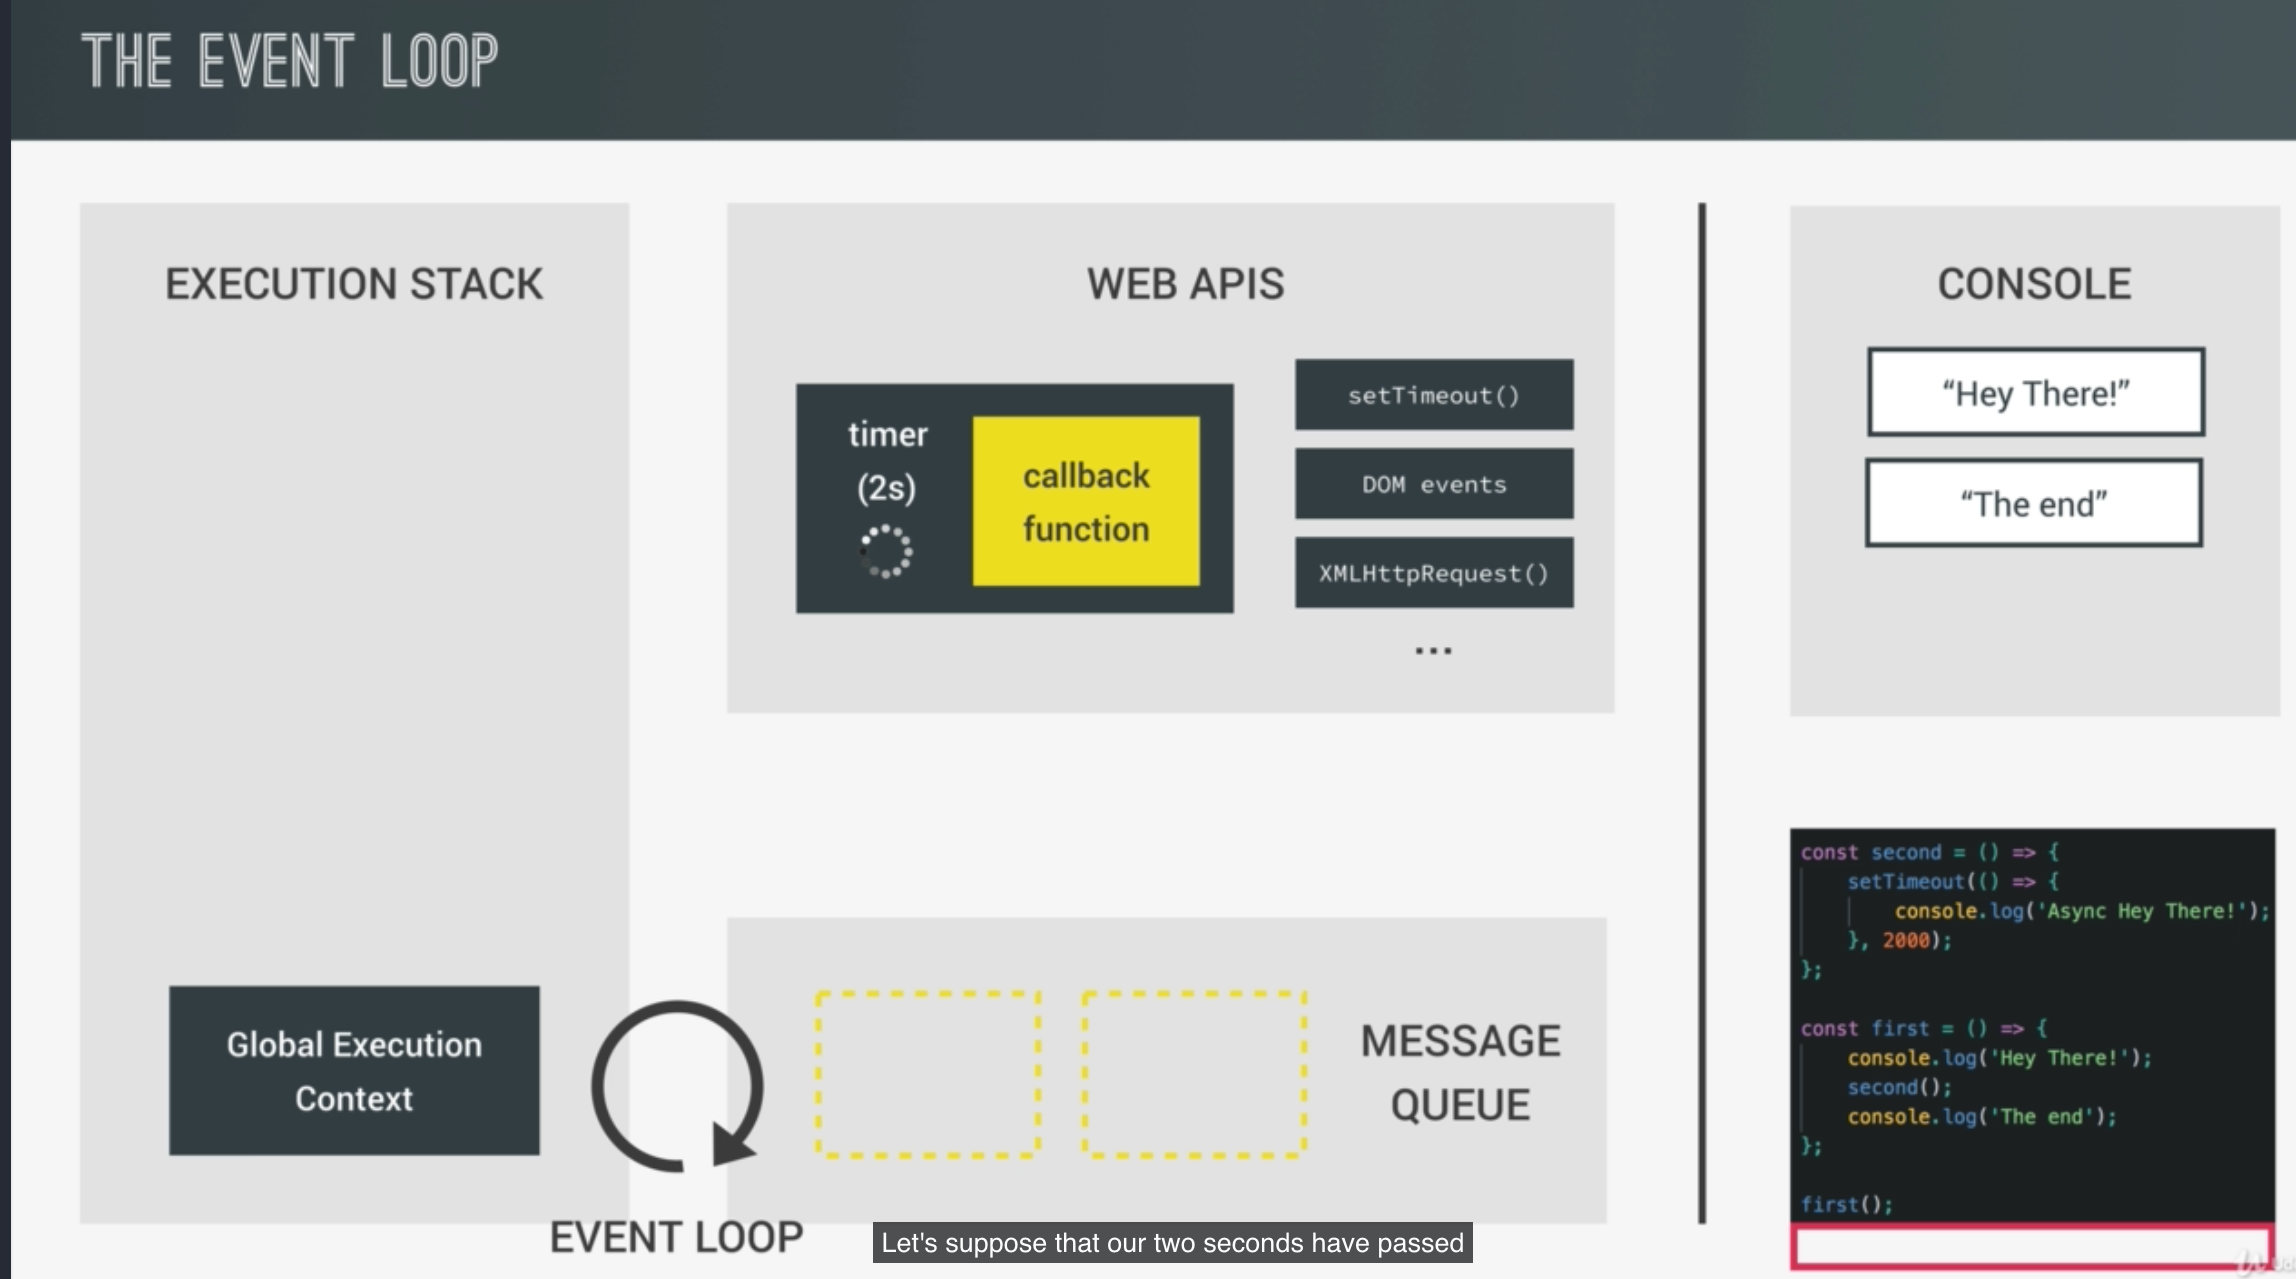 THE EVENT LOOP
EXECUTION STACK
Global Execution
Context
EVENT LOOP
WEB APIS
timer
(2s)
callback
function
setTimeout()
DOM events
XMLHttpRequest()
...
MESSAGE
QUEUE
CONSOLE
“Hey There!”
“The end”
const second = () => {
    setTimeout(() => {
        console.log('Async Hey There!');
    }, 2000);
};
const first = () => {
    console.log('Hey There!');
    second();
    console.log('The end');
};
first();
Let's suppose that our two seconds have passed